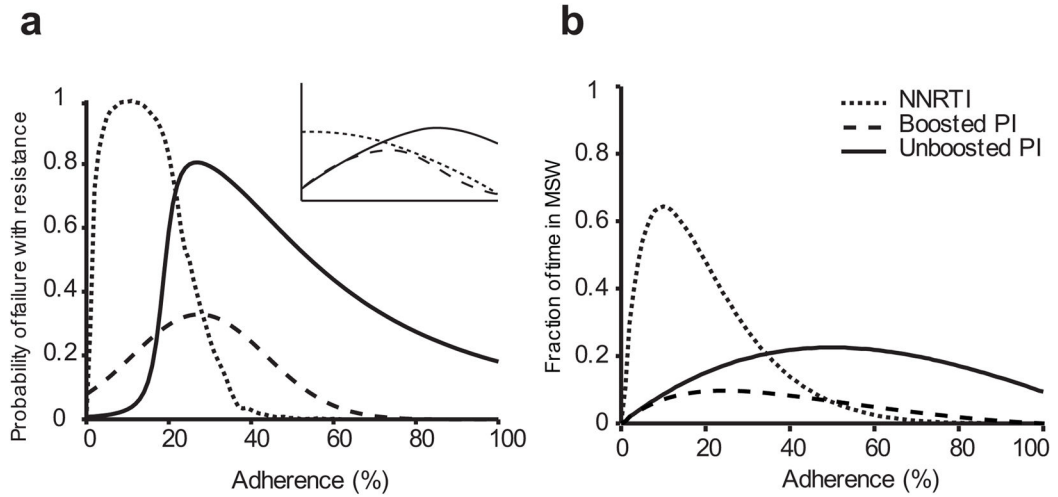 a
Probability of failure with resistance
1
0.8
0.6
0.4
0.2
0
0 20 40 60 80 100
Adherence (%)
b
Fraction of time in MSW
1
0.8
0.6
0.4
0.2
0
0 20 40 60 80 100
Adherence (%)
NNRTI
Boosted PI
Unboosted PI